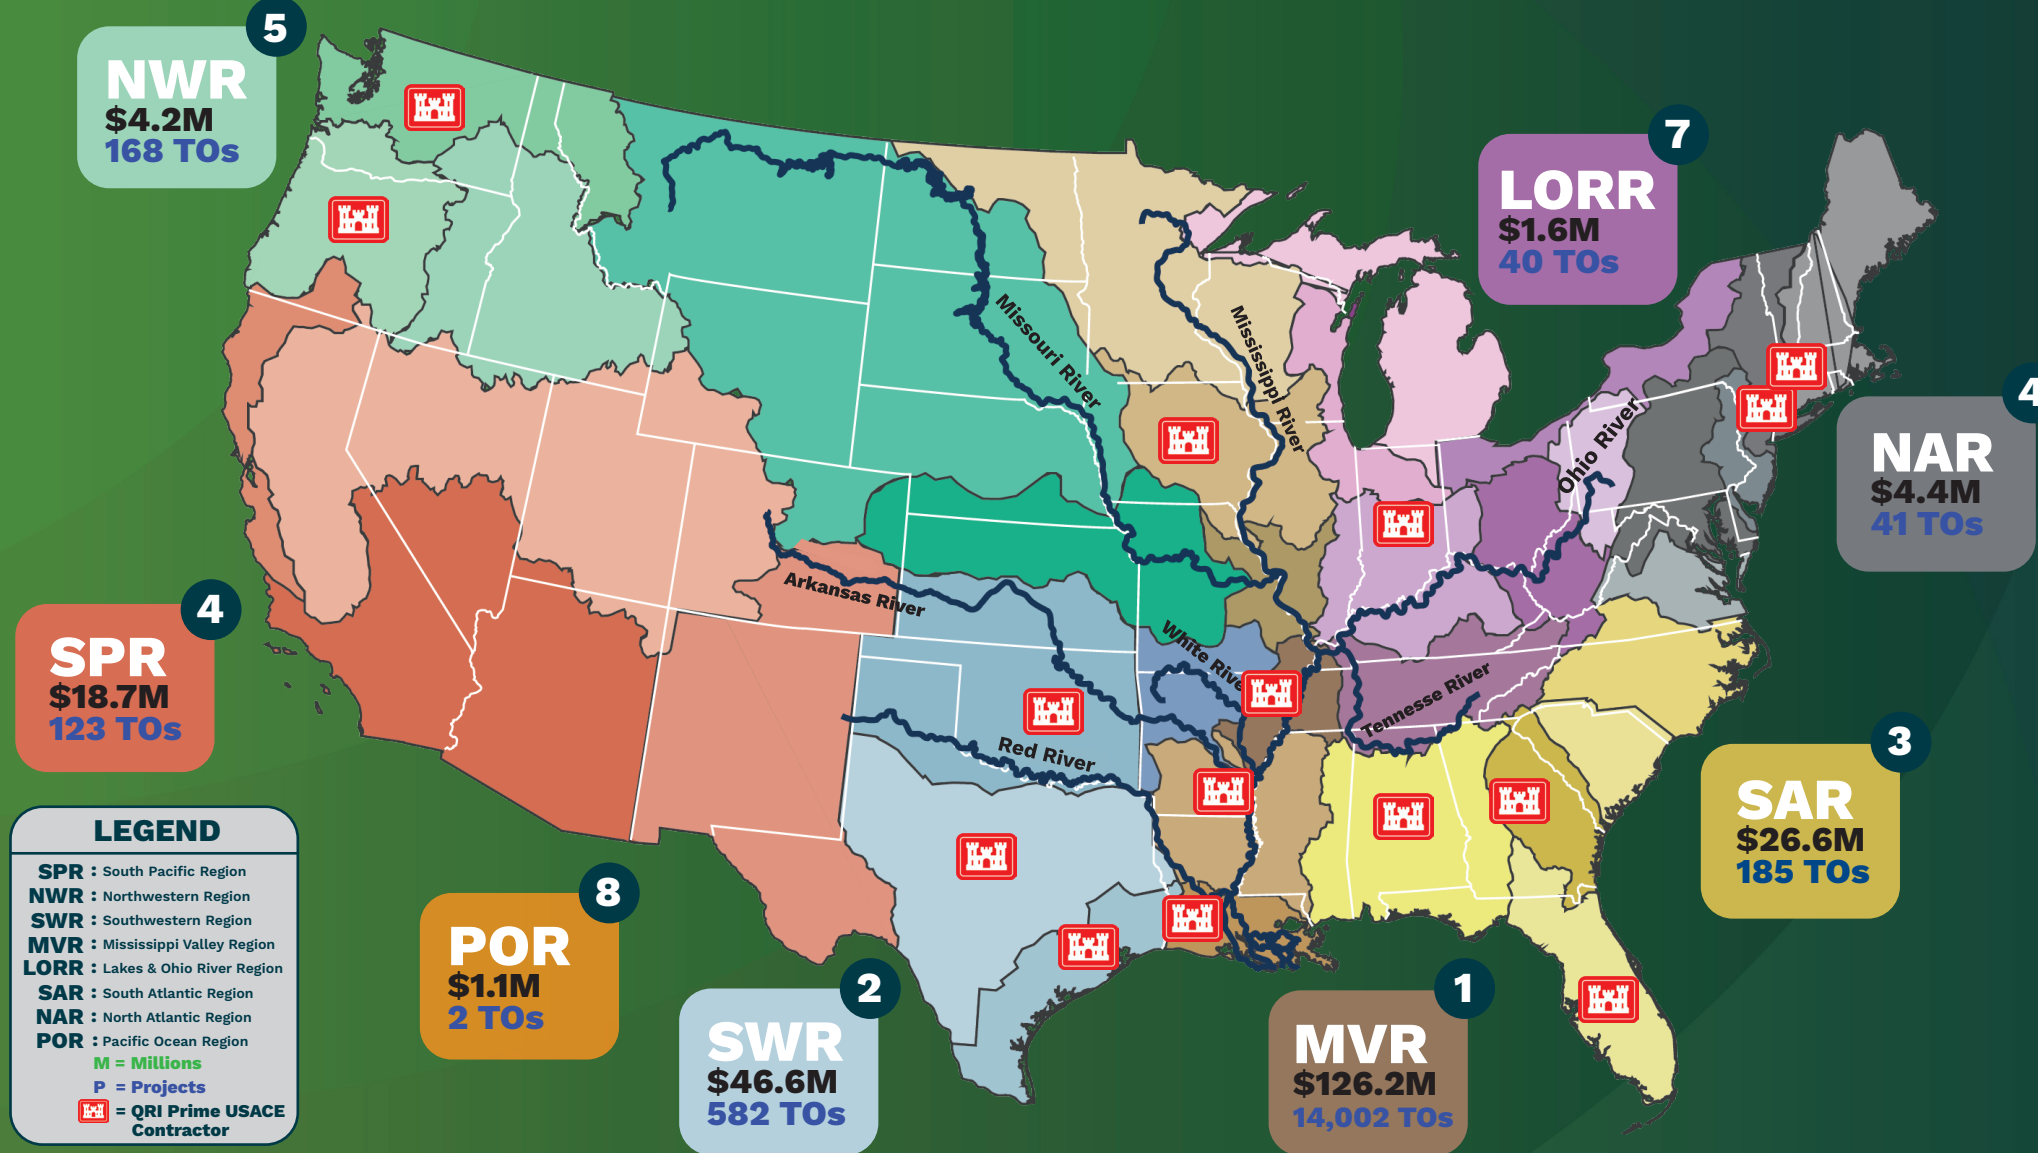 5
NWR
$4.2M
168 TOs
7
LORR
$1.6M
40 TOs
4
NAR
$4.4M
41 TOs
4
SPR
$18.7M
123 TOs
3
SAR
$26.6M
185 TOs
8
POR
$1.1M
2 TOs
2
SWR
$46.6M
582 TOs
1
MVR
$126.2M
14,002 TOs
Missouri River
Mississippi River
Ohio River
Arkansas River
White River
Tennesse River
Red River
LEGEND
SPR : South Pacific Region
NWR : Northwestern Region
SWR : Southwestern Region
MVR : Mississippi Valley Region
LORR : Lakes & Ohio River Region
SAR : South Atlantic Region
NAR : North Atlantic Region
POR : Pacific Ocean Region
M = Millions
P = Projects
= QRI Prime USACE
Contractor